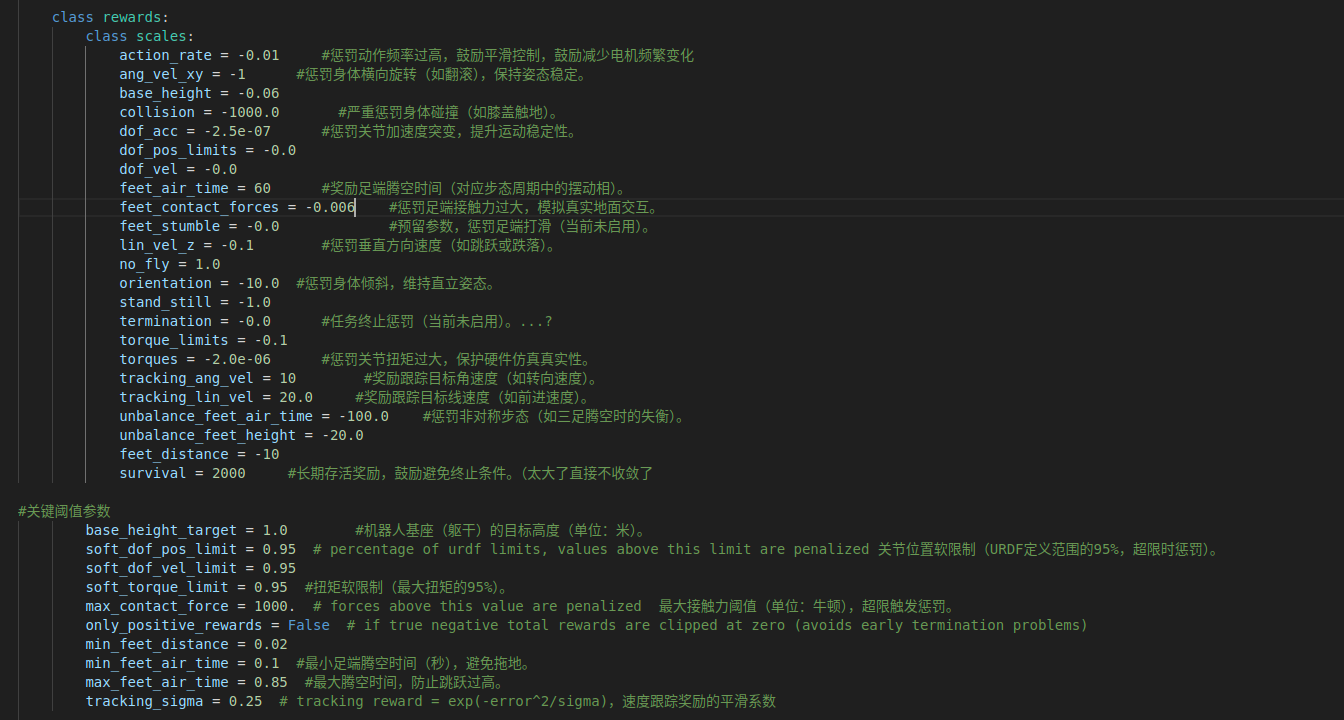 class rewards:
class scales:
action_rate = -0.01 #惩罚动作频率过高，鼓励平滑控制，鼓励减少电机频繁变化
ang_vel_xy = -1 #惩罚身体横向旋转（如翻滚），保持姿态稳定。
base_height = -0.06
collision = -1000.0 #严重惩罚身体碰撞（如膝盖触地）。
dof_acc = -2.5e-07 #惩罚关节加速度突变，提升运动稳定性。
dof_pos_limits = -0.0
dof_vel = -0.0
feet_air_time = 60 #奖励足端腾空时间（对应步态周期中的摆动相）。
feet_contact_forces = -0.006 #惩罚足端接触力过大，模拟真实地面交互。
feet_stumble = -0.0 #预留参数，惩罚足端打滑（当前未启用）。
lin_vel_z = -0.1 #惩罚垂直方向速度（如跳跃或跌落）。
no_fly = 1.0
orientation = -10.0 #惩罚身体倾斜，维持直立姿态。
stand_still = -1.0
termination = -0.0 #任务终止惩罚（当前未启用）。...?
torque_limits = -0.1
torques = -2.0e-06 #惩罚关节扭矩过大，保护硬件仿真真实性。
tracking_ang_vel = 10 #奖励跟踪目标角速度（如转向速度）。
tracking_lin_vel = 20.0 #奖励跟踪目标线速度（如前进速度）。
unbalance_feet_air_time = -100.0 #惩罚非对称步态（如三足腾空时的失衡）。
unbalance_feet_height = -20.0
feet_distance = -10
survival = 2000 #长期存活奖励，鼓励避免终止条件。（太大了直接不收敛了
#关键阈值参数
base_height_target = 1.0 #机器人基座（躯干）的目标高度（单位：米）。
soft_dof_pos_limit = 0.95 # percentage of urdf limits, values above this limit are penalized 关节位置软限制（URDF定义范围的95%，超限时惩罚）。
soft_dof_vel_limit = 0.95
soft_torque_limit = 0.95 #扭矩软限制（最大扭矩的95%）。
max_contact_force = 1000. # forces above this value are penalized 最大接触力阈值（单位：牛顿），超限触发惩罚。
only_positive_rewards = False # if true negative total rewards are clipped at zero (avoids early termination problems)
min_feet_distance = 0.02
min_feet_air_time = 0.1 #最小足端腾空时间（秒），避免拖地。
max_feet_air_time = 0.85 #最大腾空时间，防止跳跃过高。
tracking_sigma = 0.25 # tracking reward = exp(-error^2/sigma)，速度跟踪奖励的平滑系数